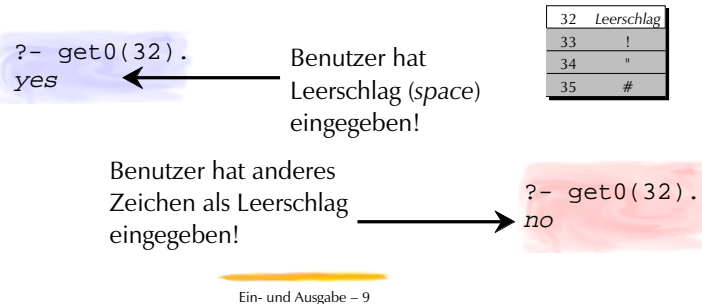 ?- get0(32).
yes
Benutzer hat
Leerschlag (space)
eingegeben!
32 Leerschlag
33 !
34 "
35 #
Benutzer hat anderes
Zeichen als Leerschlag
eingegeben!
?- get0(32).
no
Ein- und Ausgabe – 9